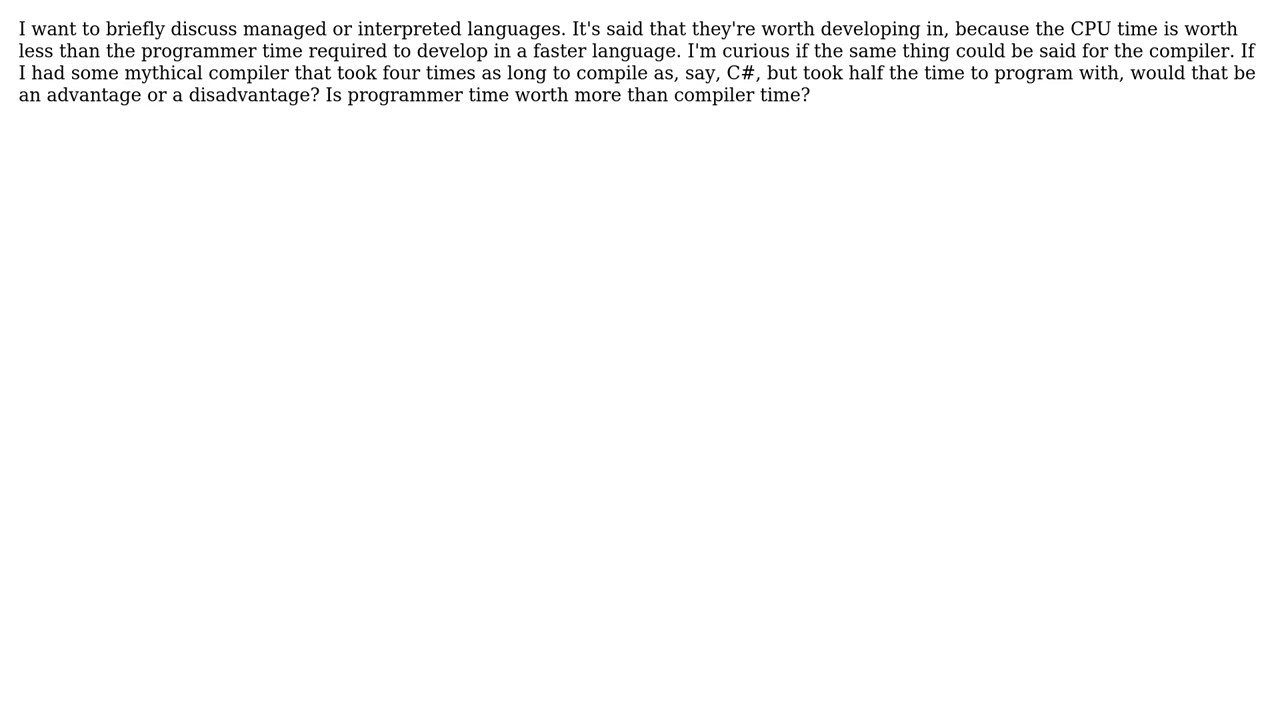 I want to briefly discuss managed or interpreted languages. It's said that they're worth developing in, because the CPU time is worth
less than the programmer time required to develop in a faster language. I'm curious if the same thing could be said for the compiler. If
I had some mythical compiler that took four times as long to compile as, say, C#, but took half the time to program with, would that be
an advantage or a disadvantage? Is programmer time worth more than compiler time?